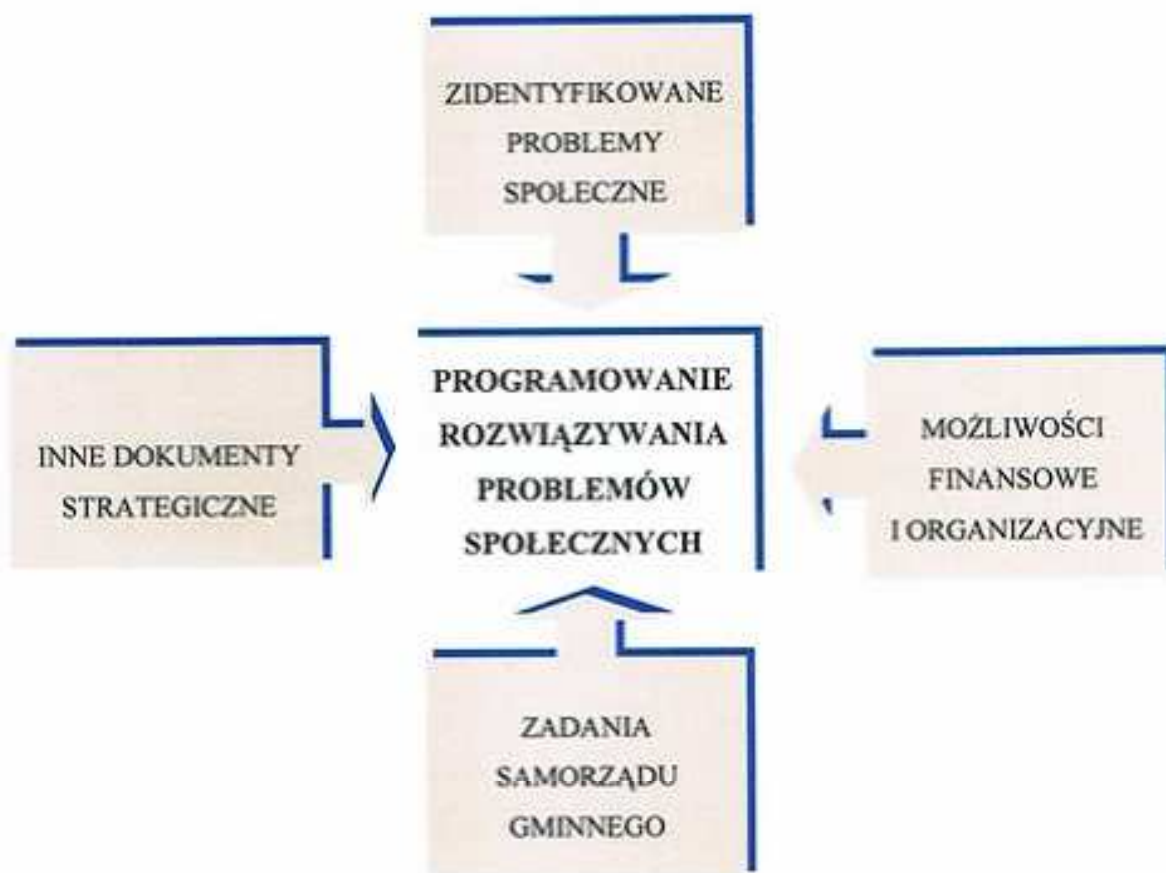 ZIDENTYFIKOWANE
PROBLEMY
SPOŁECZNE
INNE DOKUMENTY
STRATEGICZNE
PROGRAMOWANIE
ROZWIĄZYWANIA
PROBLEMÓW
SPOŁECZNYCH
MOŻLIWOŚCI
FINANSOWE
I ORGANIZACYJNE
ZADANIA
SAMORZĄDU
GMINNEGO